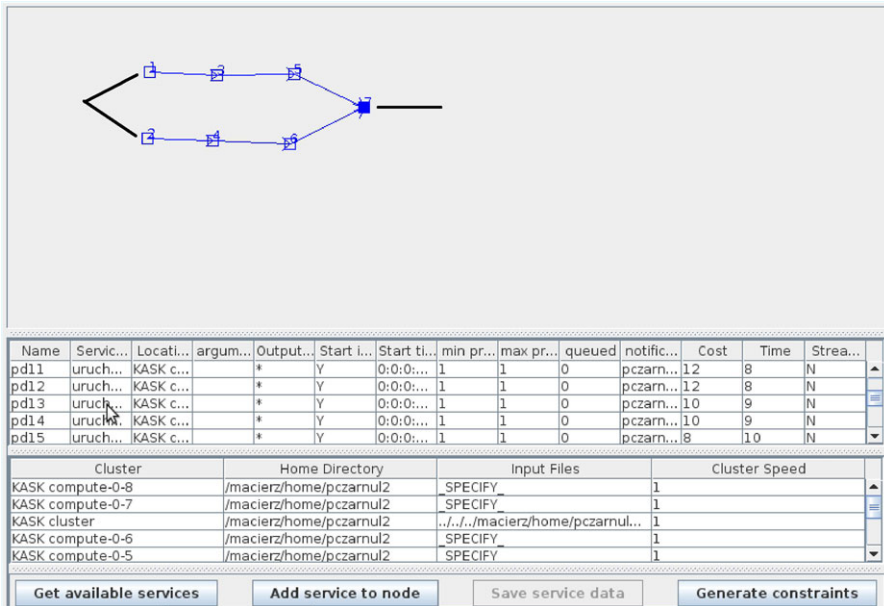 1 3 5
7
2 4 6
Name Servic... Locati... argum... Output... Start i... Start ti... min pr... max pr... queued notific... Cost Time Strea...
pd11 uruch... KASK c... * Y 0:0:0:... 1 1 0 pczarn... 12 8 N
pd12 uruch... KASK c... * Y 0:0:0:... 1 1 0 pczarn... 12 8 N
pd13 uruch... KASK c... * Y 0:0:0:... 1 1 0 pczarn... 10 9 N
pd14 uruch... KASK c... * Y 0:0:0:... 1 1 0 pczarn... 10 9 N
pd15 uruch... KASK c... * Y 0:0:0:... 1 1 0 pczarn... 8 10 N
Cluster Home Directory Input Files Cluster Speed
KASK compute-0-8 /macierz/home/pczarnul2 _SPECIFY_ 1
KASK compute-0-7 /macierz/home/pczarnul2 _SPECIFY_ 1
KASK cluster /macierz/home/pczarnul2 ../../../macierz/home/pczarnul... 1
KASK compute-0-6 /macierz/home/pczarnul2 _SPECIFY_ 1
KASK compute-0-5 /macierz/home/pczarnul2 _SPECIFY_ 1
Get available services Add service to node Save service data Generate constraints